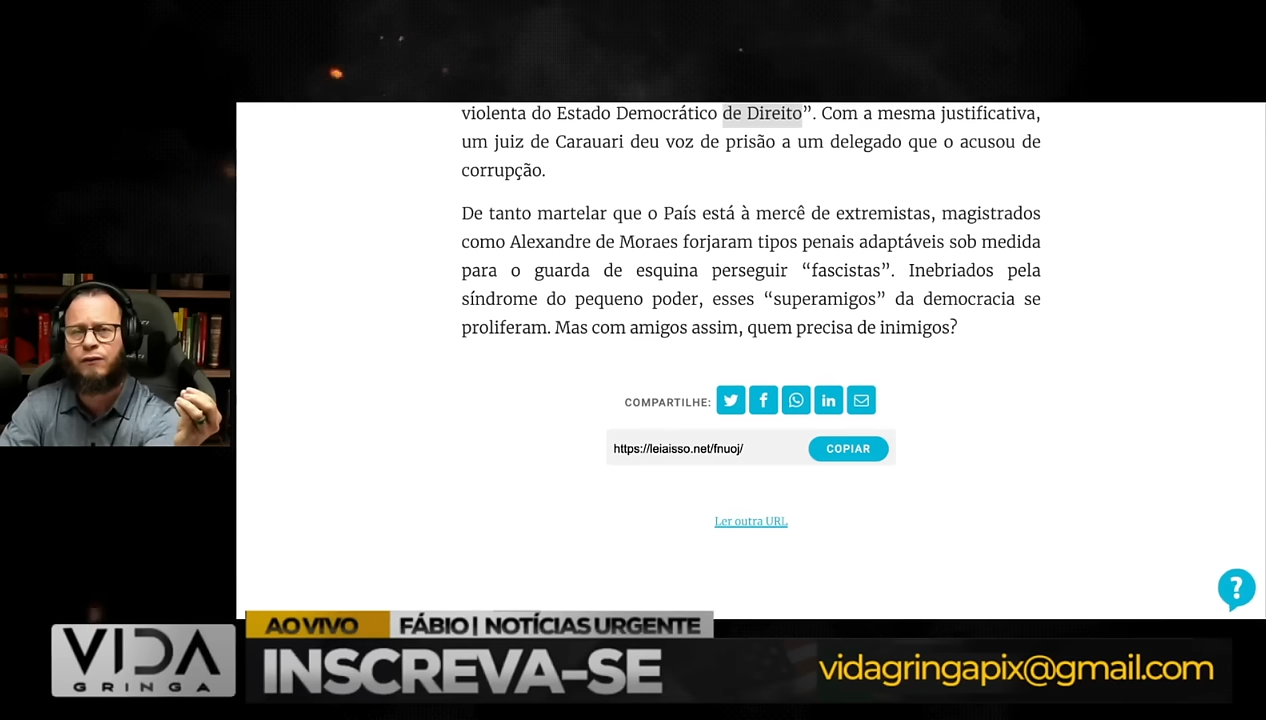 violenta do Estado Democrático de Direito”. Com a mesma justificativa,
um juiz de Carauari deu voz de prisão a um delegado que o acusou de
corrupção.
De tanto martelar que o País está à mercê de extremistas, magistrados
como Alexandre de Moraes forjaram tipos penais adaptáveis sob medida
para o guarda de esquina perseguir “fascistas”. Inebriados pela
síndrome do pequeno poder, esses “superamigos” da democracia se
proliferam. Mas com amigos assim, quem precisa de inimigos?
COMPARTILHE:
https://leiaisso.net/fnuoj/
COPIAR
Ler outra URL
?
AO VIVO
FÁBIO | NOTÍCIAS URGENTE
VIDA
GRINGA
INSCREVA-SE
vidagringapix@gmail.com